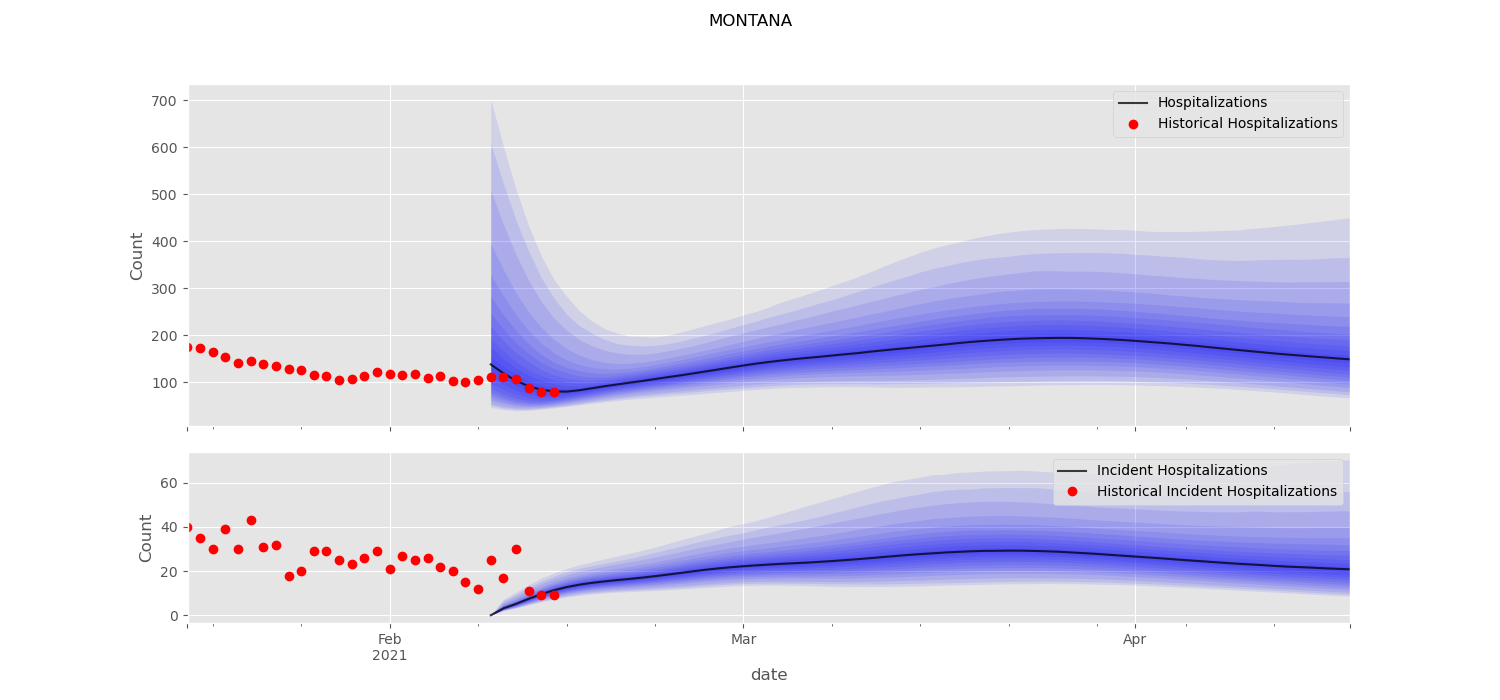 MONTANA
700
600
500
400
300
200
100
Count
Hospitalizations
Historical Hospitalizations
60
40
20
0
Count
Incident Hospitalizations
Historical Incident Hospitalizations
Feb
2021
Mar
Apr
date